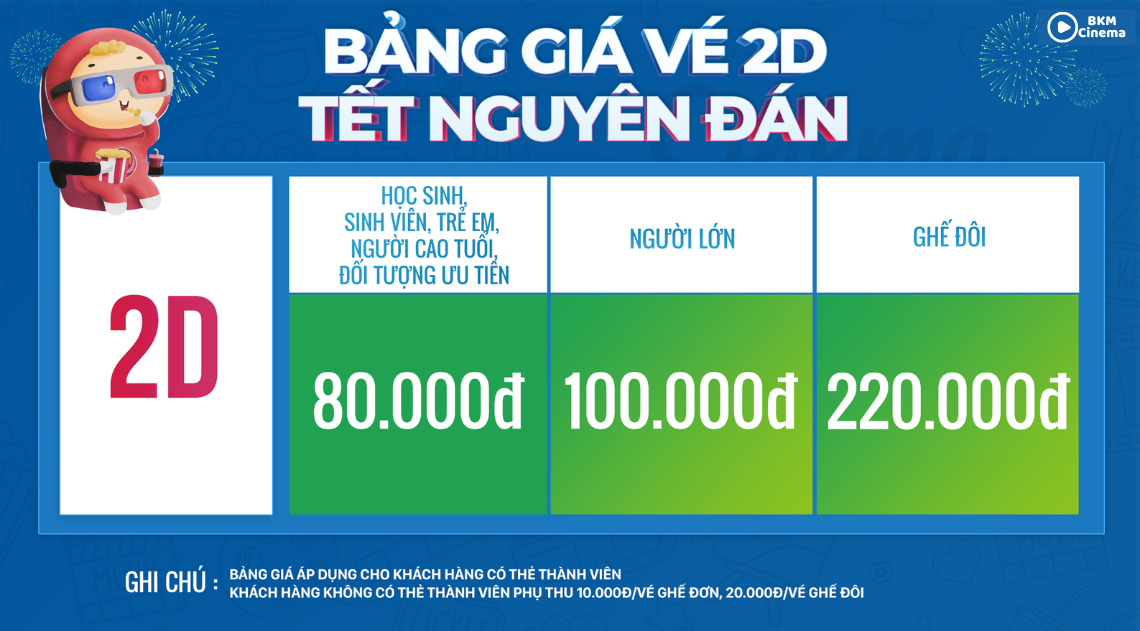 BKM
Cinema
BẢNG GIÁ VÉ 2D
TẾT NGUYÊN ĐÁN
2D
HỌC SINH,
SINH VIÊN, TRẺ EM,
NGƯỜI CAO TUỔI,
ĐỐI TƯỢNG ƯU TIÊN
NGƯỜI LỚN
GHẾ ĐÔI
80.000đ
100.000đ
220.000đ
GHI CHÚ :
BẢNG GIÁ ÁP DỤNG CHO KHÁCH HÀNG CÓ THẺ THÀNH VIÊN
KHÁCH HÀNG KHÔNG CÓ THẺ THÀNH VIÊN PHỤ THU 10.000Đ/VÉ GHẾ ĐƠN, 20.000Đ/VÉ GHẾ ĐÔI